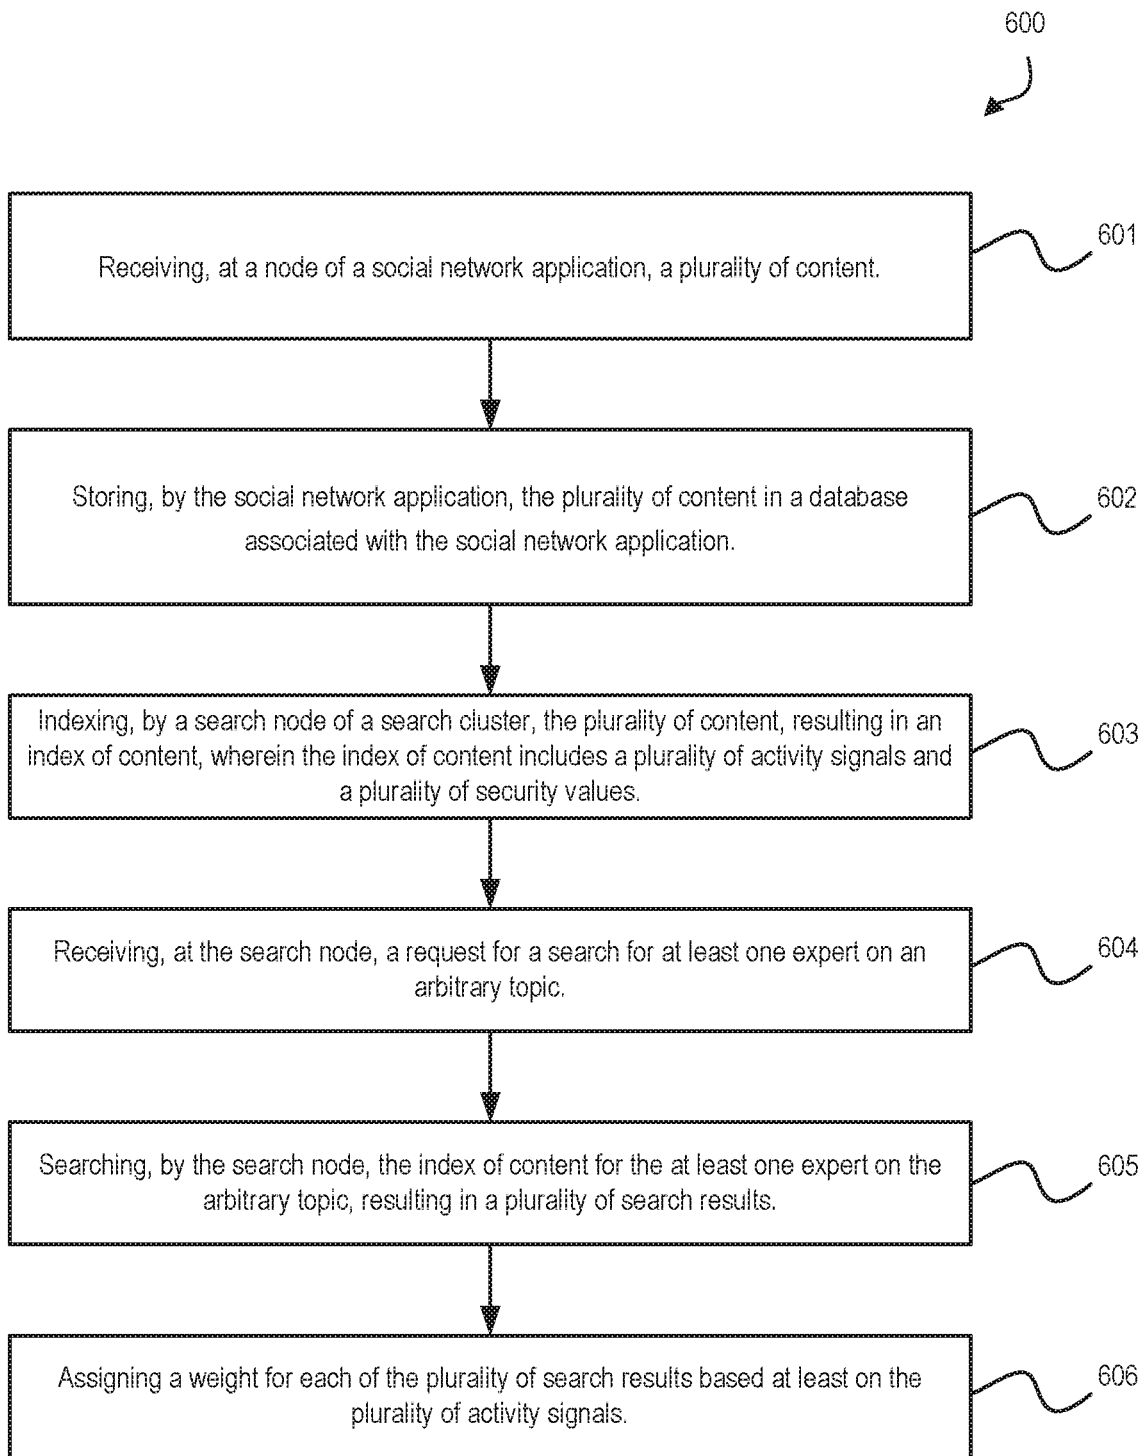 600
Receiving, at a node of a social network application, a plurality of content.
601
Storing, by the social network application, the plurality of content in a database
associated with the social network application.
602
Indexing, by a search node of a search cluster, the plurality of content, resulting in an
index of content, wherein the index of content includes a plurality of activity signals and
a plurality of security values.
603
Receiving, at the search node, a request for a search for at least one expert on an
arbitrary topic.
604
Searching, by the search node, the index of content for the at least one expert on the
arbitrary topic, resulting in a plurality of search results.
605
Assigning a weight for each of the plurality of search results based at least on the
plurality of activity signals.
606